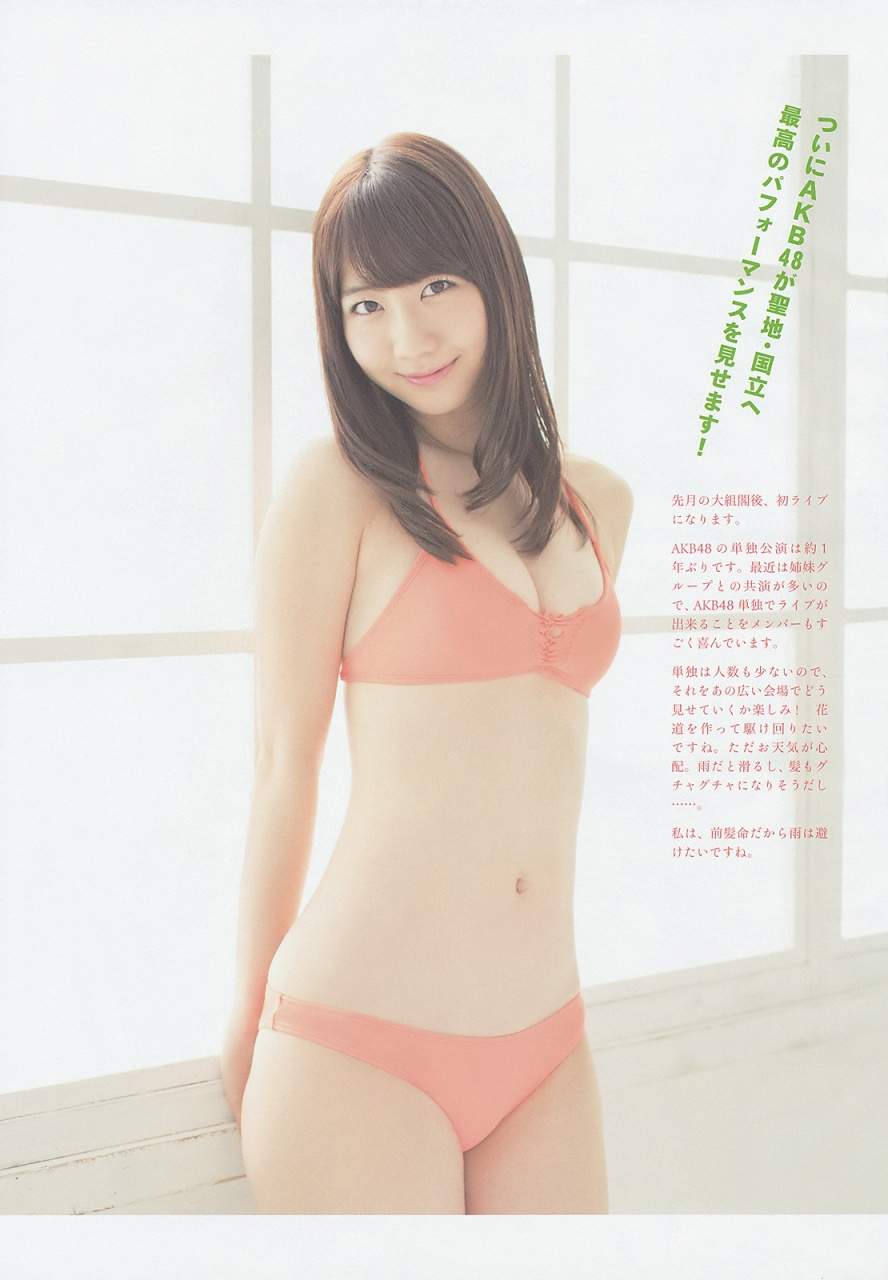 ついにAKB48が聖地・国立へ
最高のパフォーマンスを見せます！
先月の大組閣後、初ライブ
になります。
AKB48の単独公演は約1
年ぶりです。最近は姉妹グ
ループとの共演が多いの
で、AKB48単独でライブが
出来ることをメンバーもす
ごく喜んでいます。
単独は人数も少ないので、
それをあの広い会場でどう
見せていくか楽しみ！　花
道を作って駆け回りたい
ですね。ただお天気が心
配。雨だと滑るし、髪もグ
チャグチャになりそうだし
……。
私は、前髪命だから雨は避
けたいですね。